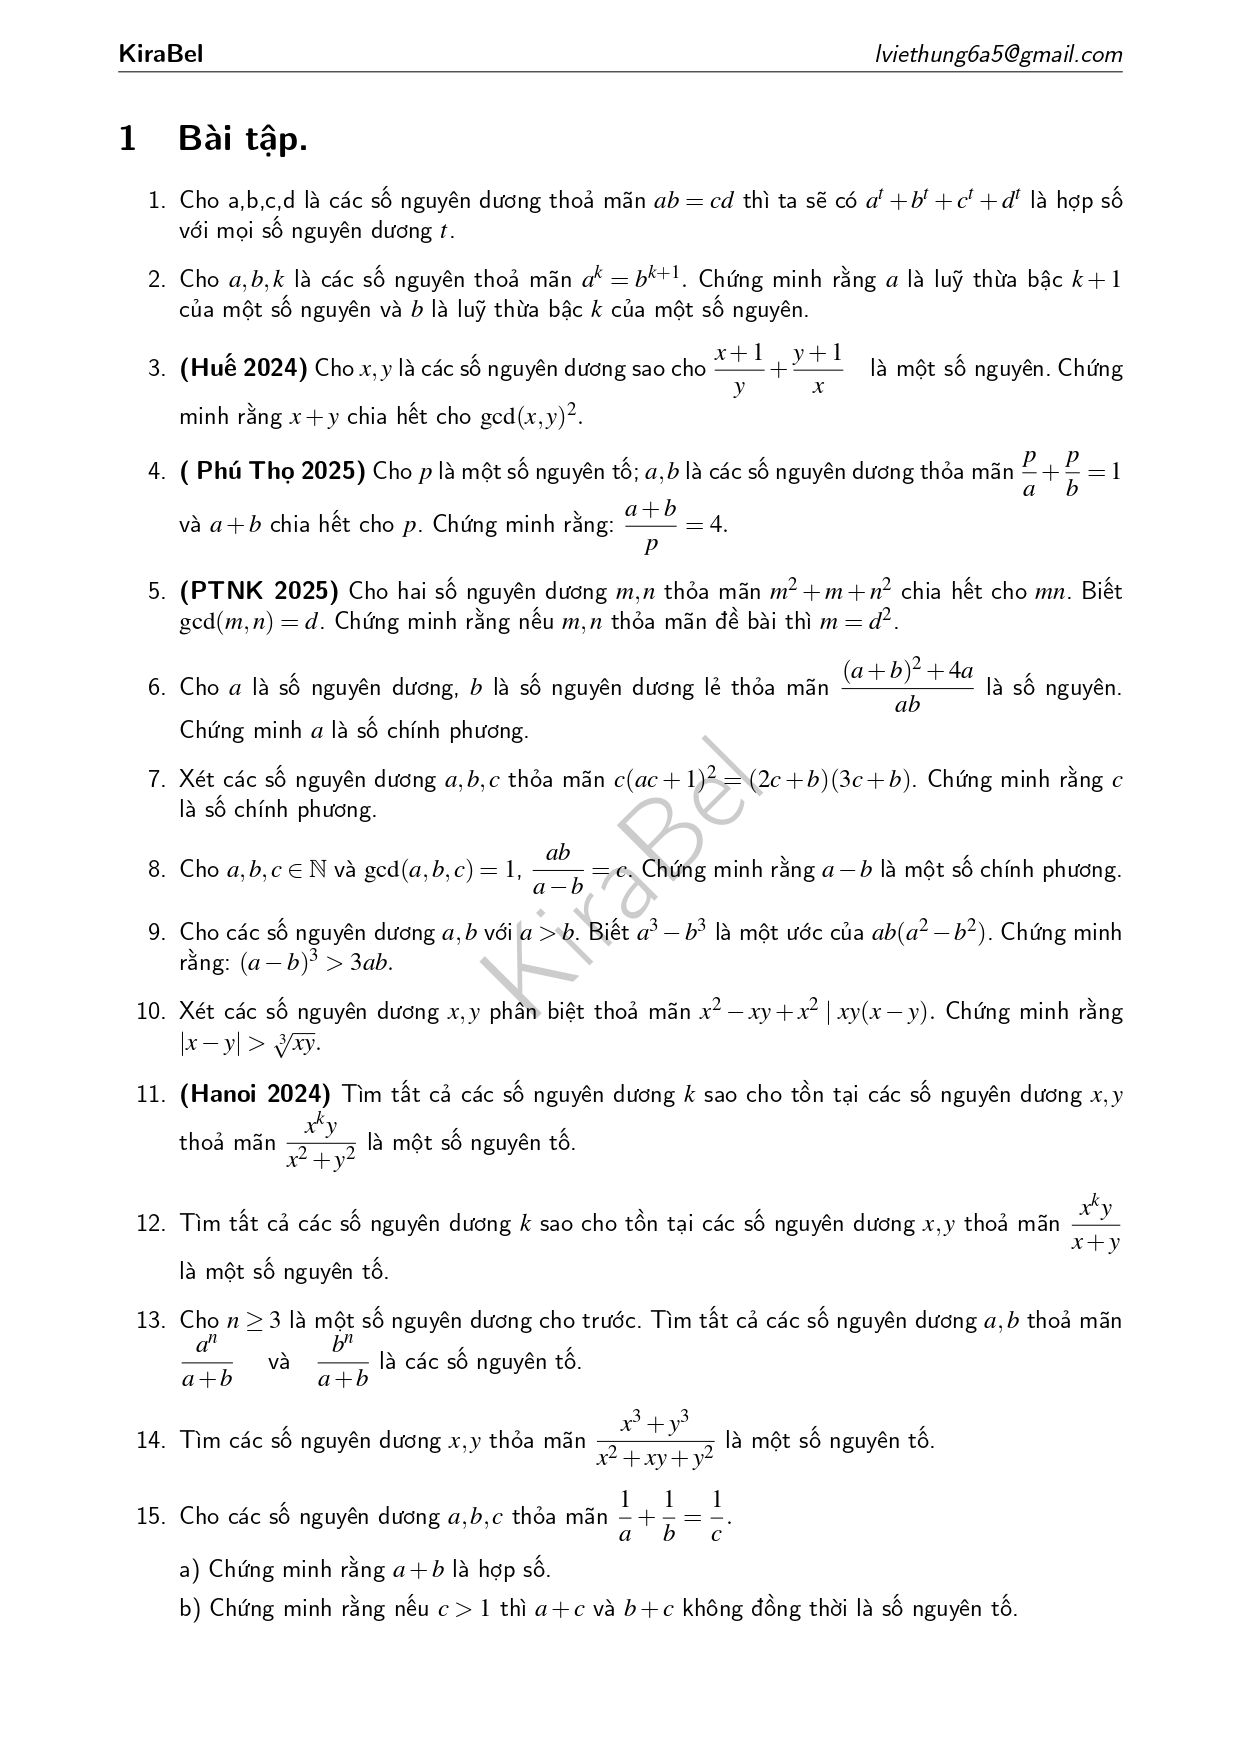 KiraBel lviethung6a5@gmail.com
1 Bài tập.
1. Cho a,b,c,d là các số nguyên dương thoả mãn $ab = cd$ thì ta sẽ có $a^t + b^t + c^t + d^t$ là hợp số
với mọi số nguyên dương $t$.
2. Cho $a, b, k$ là các số nguyên thoả mãn $a^k = b^{k+1}$. Chứng minh rằng $a$ là luỹ thừa bậc $k+1$
của một số nguyên và $b$ là luỹ thừa bậc $k$ của một số nguyên.
3. (Huế 2024) Cho $x, y$ là các số nguyên dương sao cho $\frac{x+1}{y} + \frac{y+1}{x}$ là một số nguyên. Chứng
minh rằng $x+y$ chia hết cho $\gcd(x,y)^2$.
4. ( Phú Thọ 2025) Cho $p$ là một số nguyên tố; $a, b$ là các số nguyên dương thỏa mãn $\frac{p}{a} + \frac{p}{b} = 1$
và $a+b$ chia hết cho $p$. Chứng minh rằng: $\frac{a+b}{p} = 4$.
5. (PTNK 2025) Cho hai số nguyên dương $m, n$ thỏa mãn $m^2 + m + n^2$ chia hết cho $mn$. Biết
$\gcd(m,n) = d$. Chứng minh rằng nếu $m, n$ thỏa mãn đề bài thì $m = d^2$.
6. Cho $a$ là số nguyên dương, $b$ là số nguyên dương lẻ thỏa mãn $\frac{(a+b)^2 + 4a}{ab}$ là số nguyên.
Chứng minh $a$ là số chính phương.
7. Xét các số nguyên dương $a, b, c$ thỏa mãn $c(ac+1)^2 = (2c+b)(3c+b)$. Chứng minh rằng $c$
là số chính phương.
8. Cho $a, b, c \in \mathbb{N}$ và $\gcd(a,b,c) = 1$, $\frac{ab}{a-b} = c$. Chứng minh rằng $a-b$ là một số chính phương.
9. Cho các số nguyên dương $a, b$ với $a > b$. Biết $a^3 - b^3$ là một ước của $ab(a^2 - b^2)$. Chứng minh
rằng: $(a-b)^3 > 3ab$.
10. Xét các số nguyên dương $x, y$ phân biệt thoả mãn $x^2 - xy + x^2 \mid xy(x-y)$. Chứng minh rằng
$|x-y| > \sqrt[3]{xy}$.
11. (Hanoi 2024) Tìm tất cả các số nguyên dương $k$ sao cho tồn tại các số nguyên dương $x, y$
thoả mãn $\frac{x^k y}{x^2 + y^2}$ là một số nguyên tố.
12. Tìm tất cả các số nguyên dương $k$ sao cho tồn tại các số nguyên dương $x, y$ thoả mãn $\frac{x^k y}{x+y}$
là một số nguyên tố.
13. Cho $n \geq 3$ là một số nguyên dương cho trước. Tìm tất cả các số nguyên dương $a, b$ thoả mãn
$\frac{a^n}{a+b}$ và $\frac{b^n}{a+b}$ là các số nguyên tố.
14. Tìm các số nguyên dương $x, y$ thỏa mãn $\frac{x^3 + y^3}{x^2 + xy + y^2}$ là một số nguyên tố.
15. Cho các số nguyên dương $a, b, c$ thỏa mãn $\frac{1}{a} + \frac{1}{b} = \frac{1}{c}$.
a) Chứng minh rằng $a+b$ là hợp số.
b) Chứng minh rằng nếu $c > 1$ thì $a+c$ và $b+c$ không đồng thời là số nguyên tố.
KiraBel